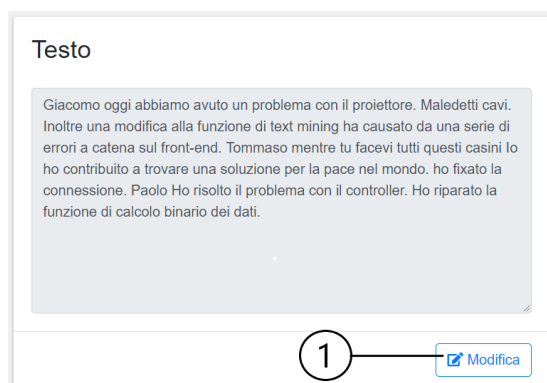 Testo
Giacomo oggi abbiamo avuto un problema con il proiettore. Maledetti cavi.
Inoltre una modifica alla funzione di text mining ha causato da una serie di
errori a catena sul front-end. Tommaso mentre tu facevi tutti questi casini Io
ho contribuito a trovare una soluzione per la pace nel mondo. ho fixato la
connessione. Paolo Ho risolto il problema con il controller. Ho riparato la
funzione di calcolo binario dei dati.
1
Modifica